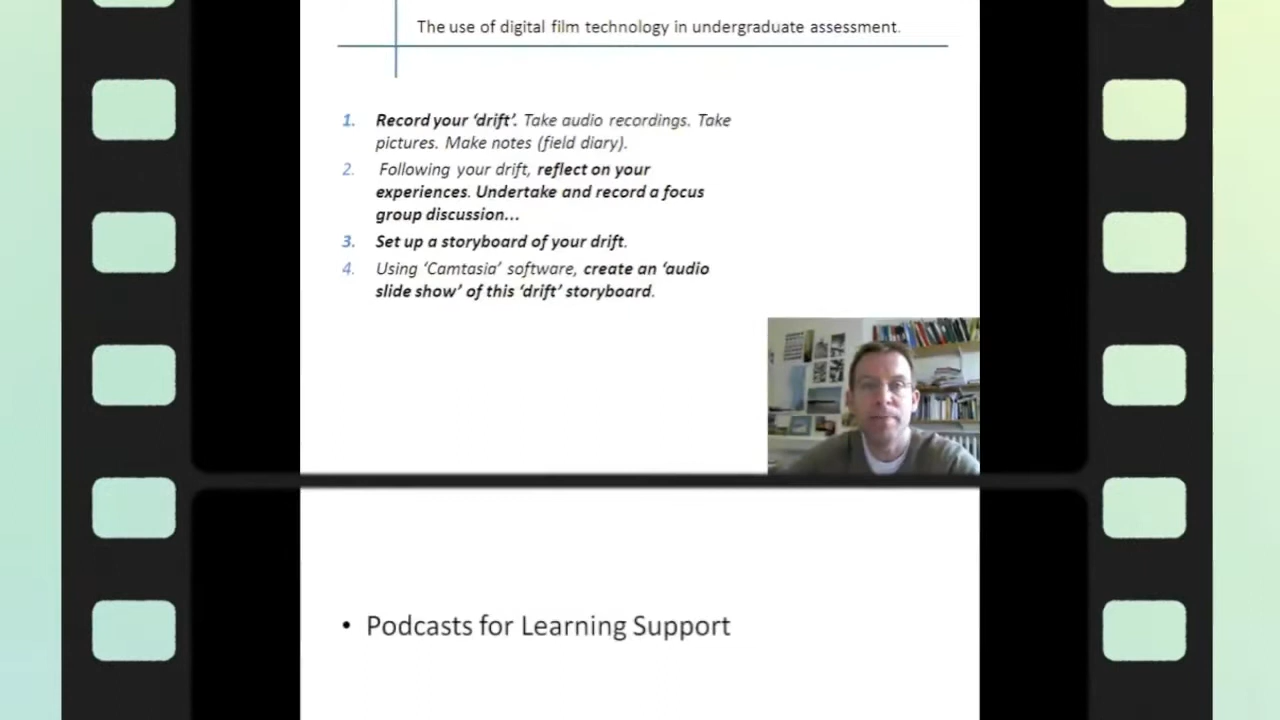 The use of digital film technology in undergraduate assessment.
1. Record your ‘drift’. Take audio recordings. Take
pictures. Make notes (field diary).
2. Following your drift, reflect on your
experiences. Undertake and record a focus
group discussion...
3. Set up a storyboard of your drift.
4. Using ‘Camtasia’ software, create an ‘audio
slide show’ of this ‘drift’ storyboard.
• Podcasts for Learning Support